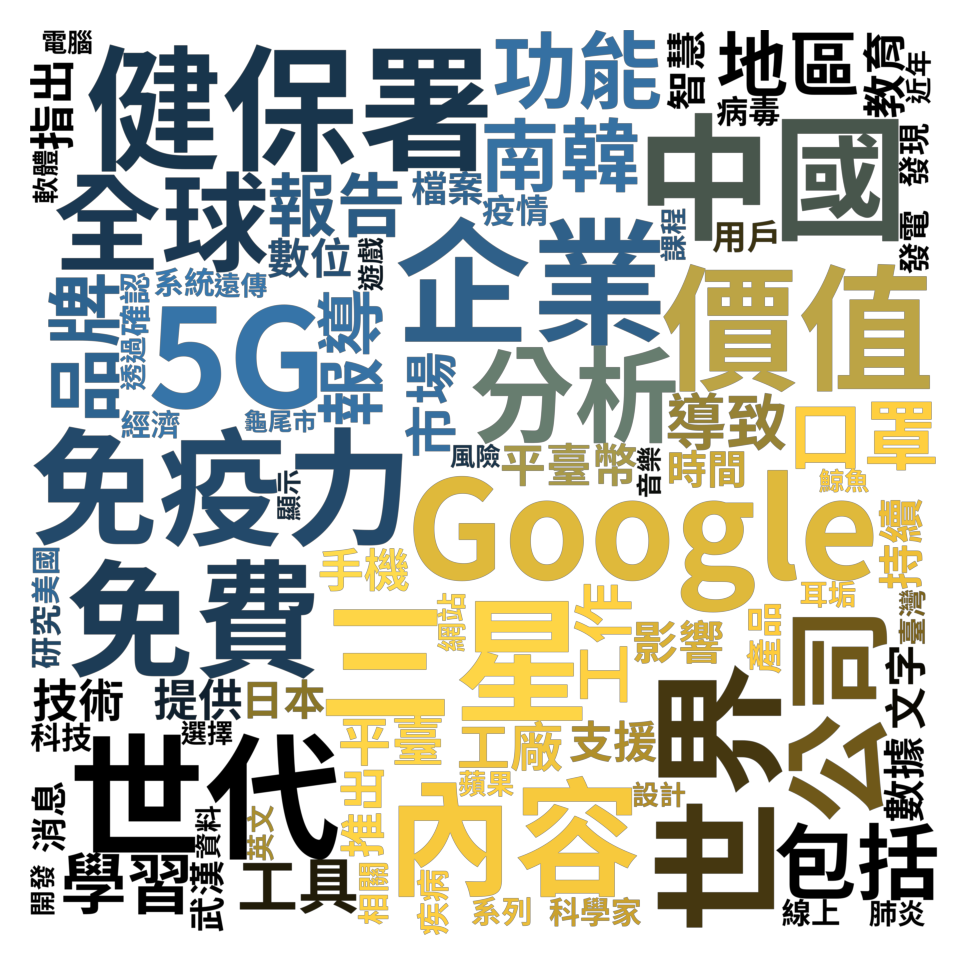 電腦
健保署
功能
智慧
地區
教育
近年
指出
病毒
軟體
全球
報告
檔案
南韓
中國
發現
疫情
數位
遊戲
課程
用戶
發電
企業
品牌
透過確認
系統遠傳
5G
報導
價值
市場
分析
經濟
龜尾市
導致
口罩
免疫力
風險
平臺幣
音樂
時間
鯨魚
顯示
Google
持續
研究美國
免費
手機
三星
網站
工作
影響
產品
耳垢
臺灣
公司
世界
文字
技術
提供
日本
科技
選擇
平臺
工廠
支援
數據
世代
推出
蘋果
內容
設計
消息
資料
英文
包括
開發
學習
武漢
工具
相關
疾病
系列
科學家
線上
肺炎